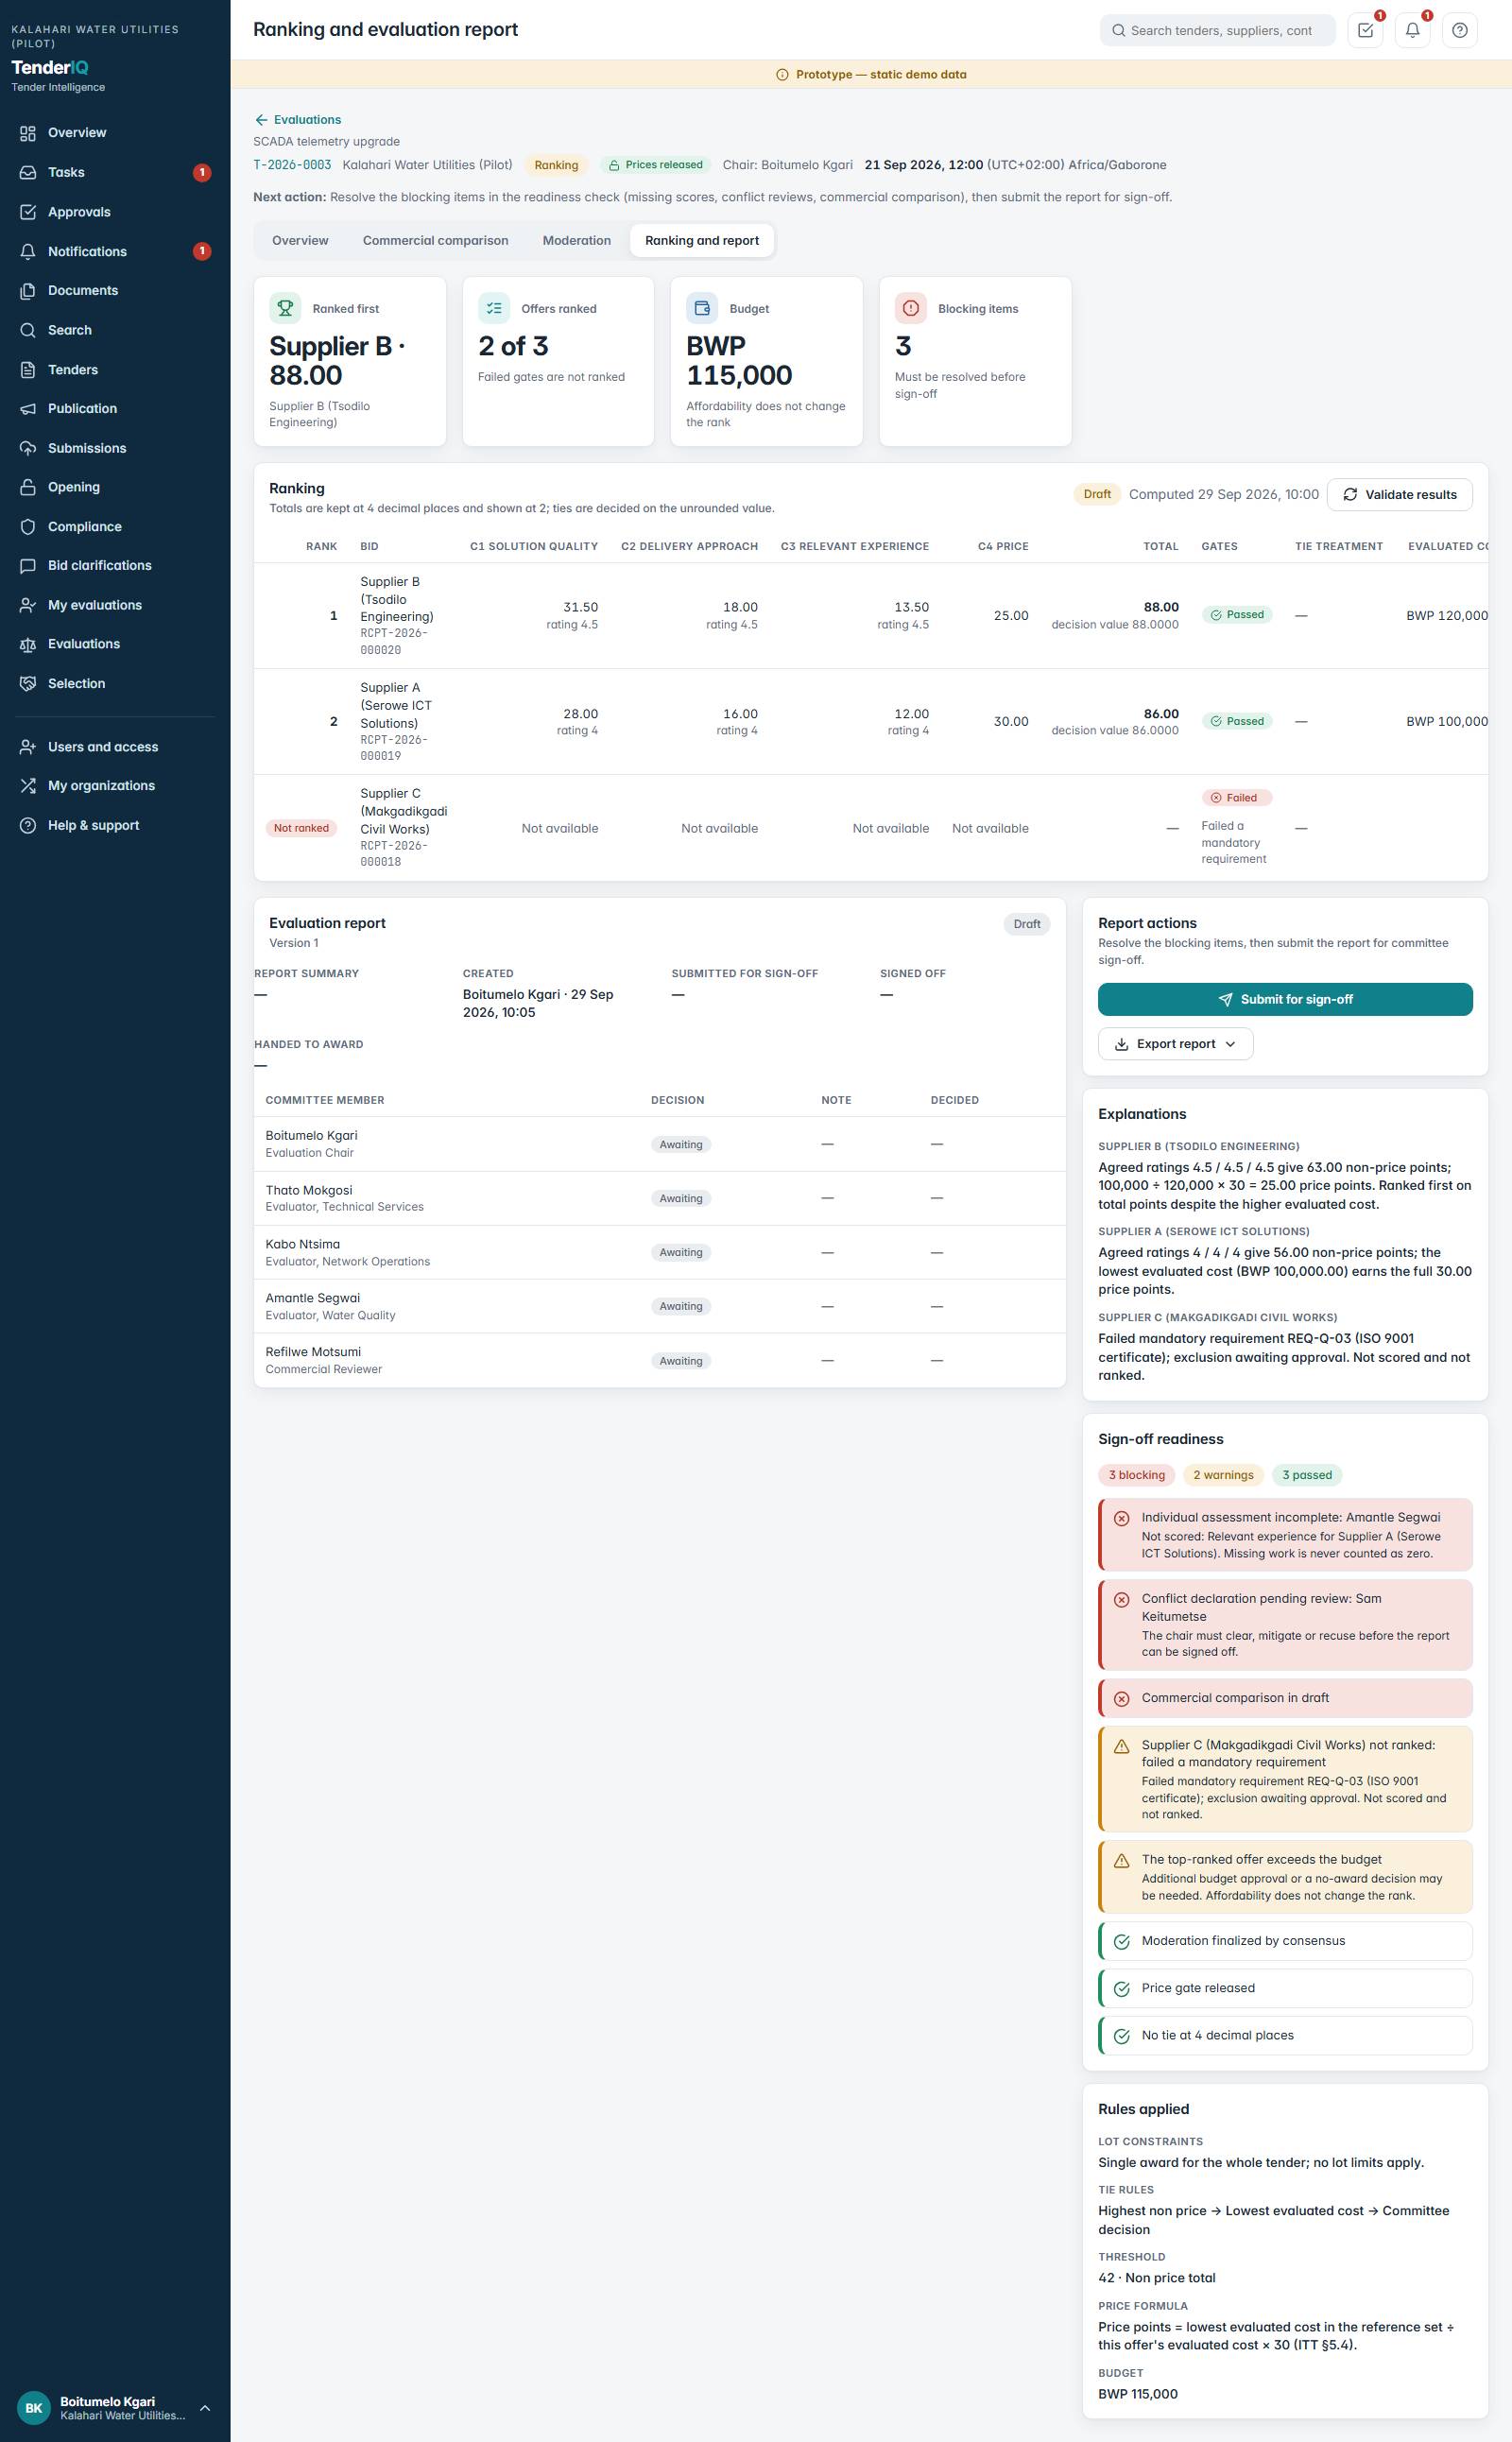 KALAHARI WATER UTILITIES
(PILOT)
TenderIQ
Tender Intelligence
Overview
Tasks 1
Approvals
Notifications 1
Documents
Search
Tenders
Publication
Submissions
Opening
Compliance
Bid clarifications
My evaluations
Evaluations
Selection
Users and access
My organizations
Help & support
BK
Boitumelo Kgari
Kalahari Water Utilities...
Ranking and evaluation report
Search tenders, suppliers, cont
1
1
Prototype — static demo data
Evaluations
SCADA telemetry upgrade
T-2026-0003 Kalahari Water Utilities (Pilot) Ranking Prices released Chair: Boitumelo Kgari 21 Sep 2026, 12:00 (UTC+02:00) Africa/Gaborone
Next action: Resolve the blocking items in the readiness check (missing scores, conflict reviews, commercial comparison), then submit the report for sign-off.
Overview Commercial comparison Moderation Ranking and report
Ranked first
Supplier B ·
88.00
Supplier B (Tsodilo
Engineering)
Offers ranked
2 of 3
Failed gates are not ranked
Budget
BWP
115,000
Affordability does not change
the rank
Blocking items
3
Must be resolved before
sign-off
Ranking
Totals are kept at 4 decimal places and shown at 2; ties are decided on the unrounded value.
Draft Computed 29 Sep 2026, 10:00 Validate results
RANK BID C1 SOLUTION QUALITY C2 DELIVERY APPROACH C3 RELEVANT EXPERIENCE C4 PRICE TOTAL GATES TIE TREATMENT EVALUATED CO
1
Supplier B
(Tsodilo
Engineering)
RCPT-2026-
000020
31.50
rating 4.5
18.00
rating 4.5
13.50
rating 4.5
25.00
88.00
decision value 88.0000
Passed
—
BWP 120,000
2
Supplier A
(Serowe ICT
Solutions)
RCPT-2026-
000019
28.00
rating 4
16.00
rating 4
12.00
rating 4
30.00
86.00
decision value 86.0000
Passed
—
BWP 100,000
Not ranked
Supplier C
(Makgadikgadi
Civil Works)
RCPT-2026-
000018
Not available
Not available
Not available
Not available
—
Failed
Failed a
mandatory
requirement
—
Evaluation report
Version 1
Draft
REPORT SUMMARY
—
CREATED
Boitumelo Kgari · 29 Sep
2026, 10:05
SUBMITTED FOR SIGN-OFF
—
SIGNED OFF
—
HANDED TO AWARD
—
COMMITTEE MEMBER DECISION NOTE DECIDED
Boitumelo Kgari
Evaluation Chair
Awaiting — —
Thato Mokgosi
Evaluator, Technical Services
Awaiting — —
Kabo Ntsima
Evaluator, Network Operations
Awaiting — —
Amantle Segwai
Evaluator, Water Quality
Awaiting — —
Refilwe Motsumi
Commercial Reviewer
Awaiting — —
Report actions
Resolve the blocking items, then submit the report for committee
sign-off.
Submit for sign-off
Export report
Explanations
SUPPLIER B (TSODILO ENGINEERING)
Agreed ratings 4.5 / 4.5 / 4.5 give 63.00 non-price points;
100,000 ÷ 120,000 × 30 = 25.00 price points. Ranked first on
total points despite the higher evaluated cost.
SUPPLIER A (SEROWE ICT SOLUTIONS)
Agreed ratings 4 / 4 / 4 give 56.00 non-price points; the
lowest evaluated cost (BWP 100,000.00) earns the full 30.00
price points.
SUPPLIER C (MAKGADIKGADI CIVIL WORKS)
Failed mandatory requirement REQ-Q-03 (ISO 9001
certificate); exclusion awaiting approval. Not scored and not
ranked.
Sign-off readiness
3 blocking 2 warnings 3 passed
Individual assessment incomplete: Amantle Segwai
Not scored: Relevant experience for Supplier A (Serowe
ICT Solutions). Missing work is never counted as zero.
Conflict declaration pending review: Sam
Keitumetse
The chair must clear, mitigate or recuse before the report
can be signed off.
Commercial comparison in draft
Supplier C (Makgadikgadi Civil Works) not ranked:
failed a mandatory requirement
Failed mandatory requirement REQ-Q-03 (ISO 9001
certificate); exclusion awaiting approval. Not scored and
not ranked.
The top-ranked offer exceeds the budget
Additional budget approval or a no-award decision may
be needed. Affordability does not change the rank.
Moderation finalized by consensus
Price gate released
No tie at 4 decimal places
Rules applied
LOT CONSTRAINTS
Single award for the whole tender; no lot limits apply.
TIE RULES
Highest non price → Lowest evaluated cost → Committee
decision
THRESHOLD
42 · Non price total
PRICE FORMULA
Price points = lowest evaluated cost in the reference set ÷
this offer's evaluated cost × 30 (ITT §5.4).
BUDGET
BWP 115,000